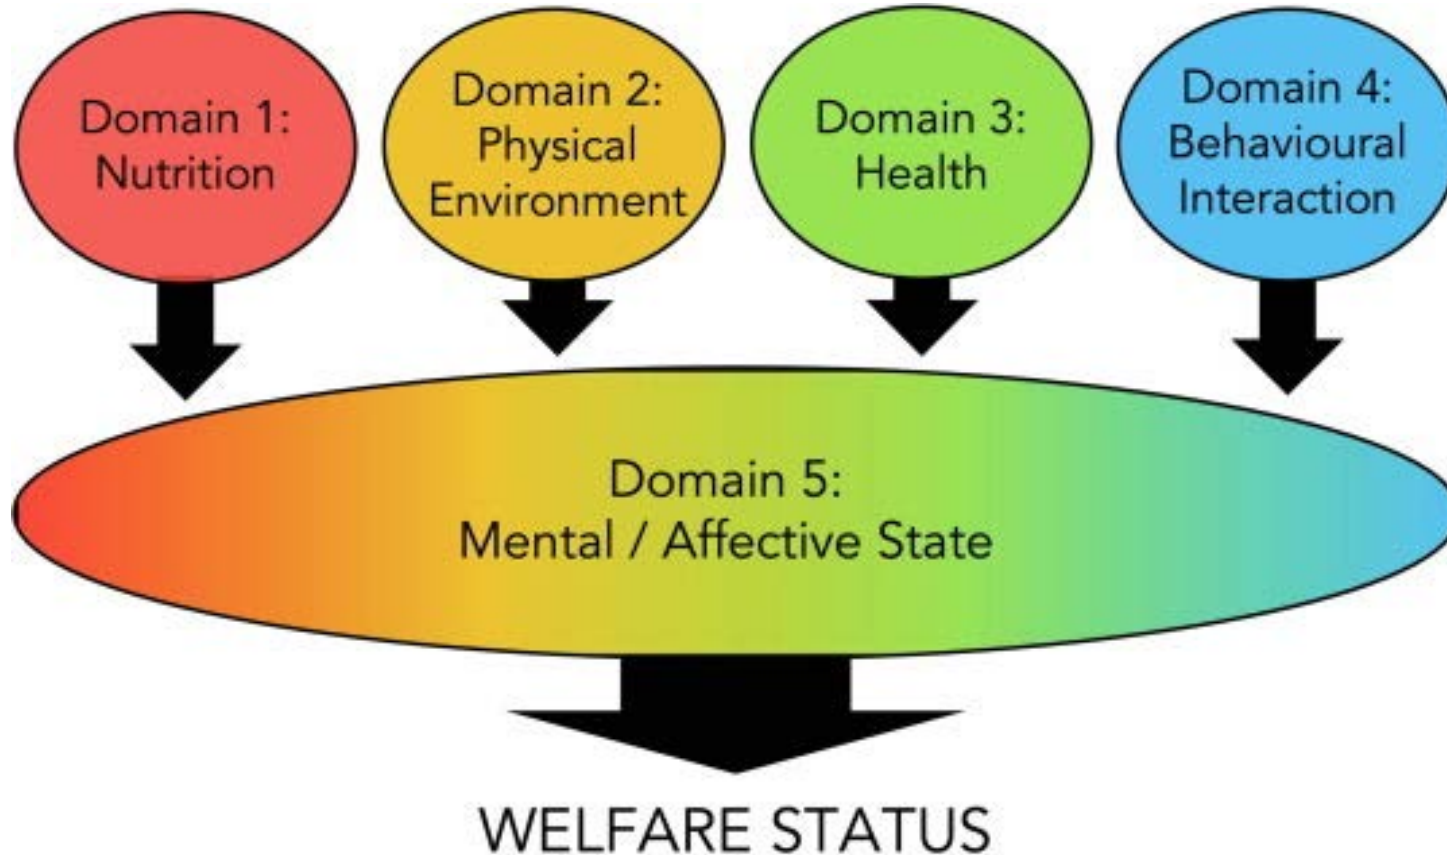 Domain 1:
Nutrition
Domain 2:
Physical
Environment
Domain 3:
Health
Domain 4:
Behavioural
Interaction
Domain 5:
Mental / Affective State
WELFARE STATUS